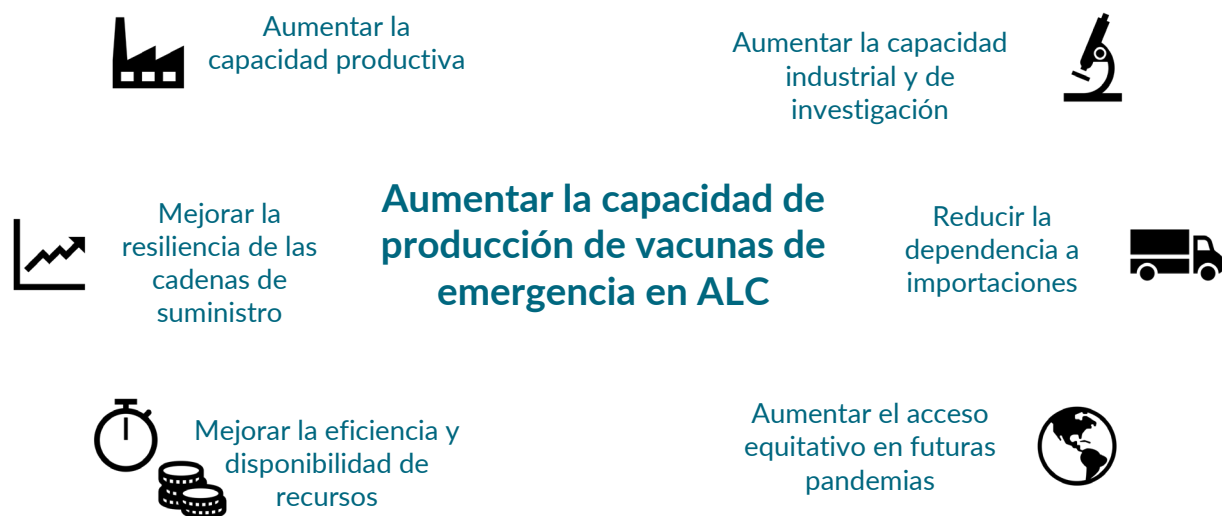 Aumentar la
capacidad productiva
Aumentar la capacidad
industrial y de
investigación
Mejorar la
resiliencia de las
cadenas de
suministro
Aumentar la capacidad de
producción de vacunas de
emergencia en ALC
Reducir la
dependencia a
importaciones
Mejorar la eficiencia y
disponibilidad de
recursos
Aumentar el acceso
equitativo en futuras
pandemias